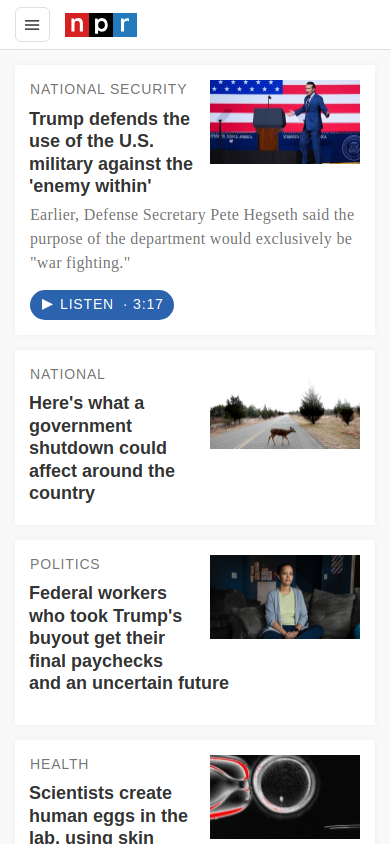 npr
NATIONAL SECURITY
Trump defends the
use of the U.S.
military against the
'enemy within'
Earlier, Defense Secretary Pete Hegseth said the
purpose of the department would exclusively be
"war fighting."
LISTEN · 3:17
NATIONAL
Here's what a
government
shutdown could
affect around the
country
POLITICS
Federal workers
who took Trump's
buyout get their
final paychecks
and an uncertain future
HEALTH
Scientists create
human eggs in the
lab, using skin